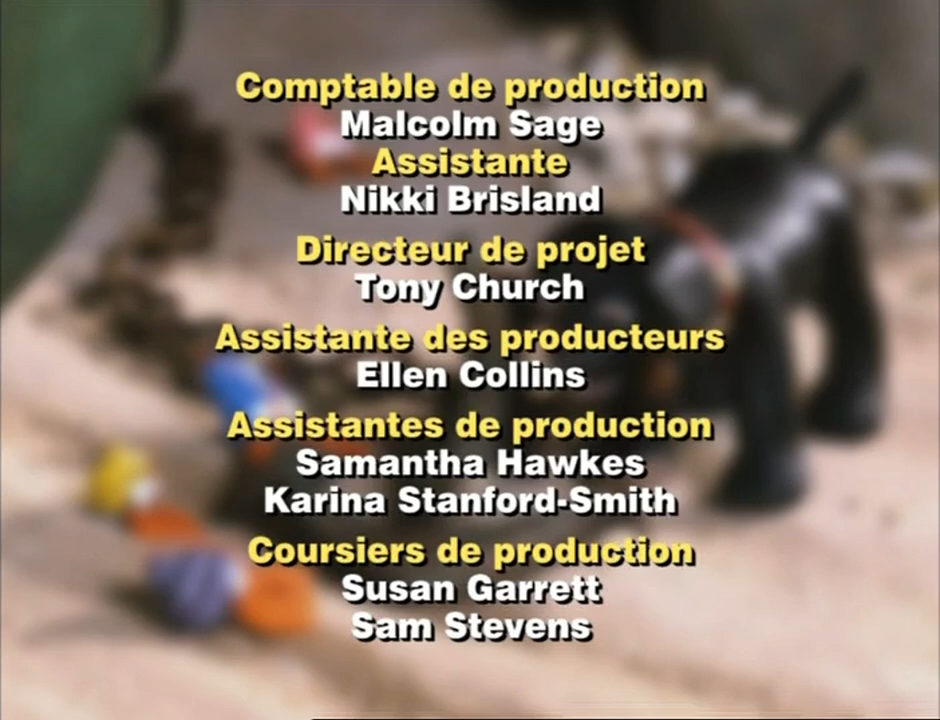 Comptable de production
Malcolm Sage
Assistante
Nikki Brisland
Directeur de projet
Tony Church
Assistante des producteurs
Ellen Collins
Assistantes de production
Samantha Hawkes
Karina Stanford-Smith
Coursiers de production
Susan Garrett
Sam Stevens